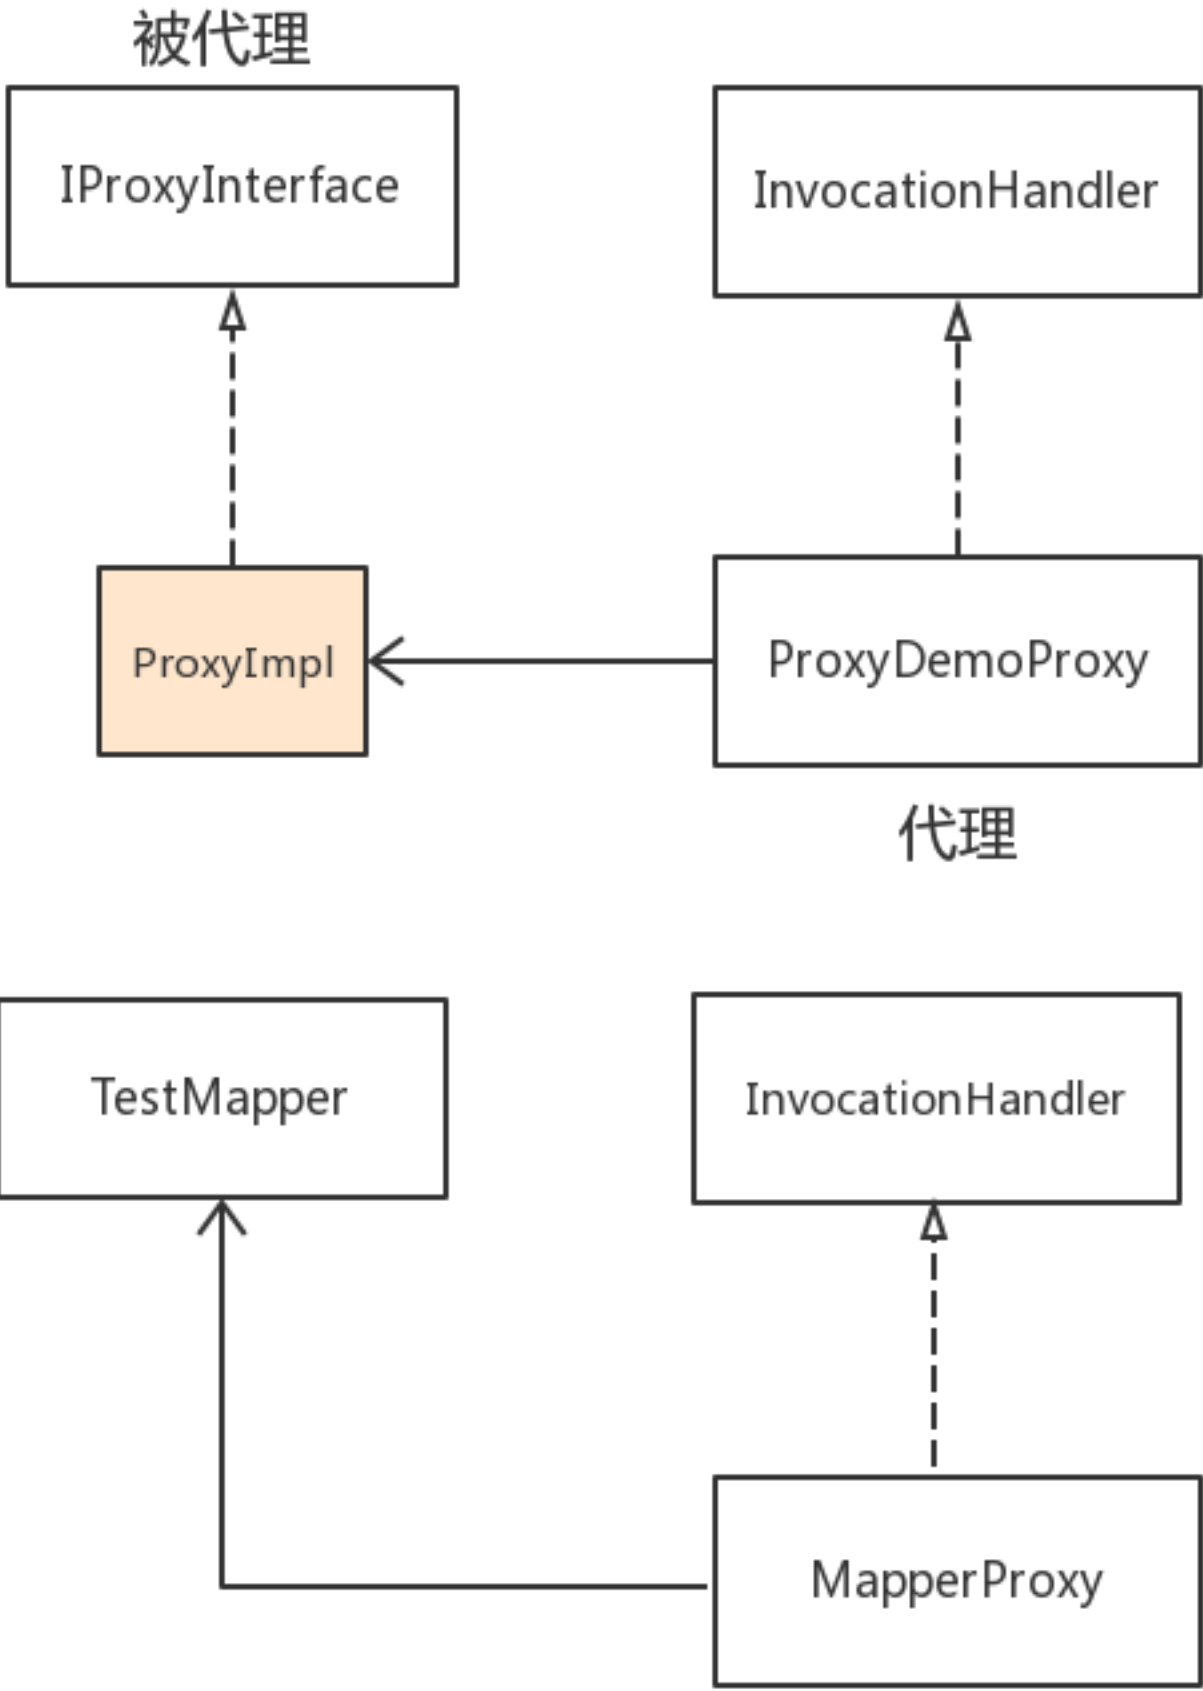 被代理
IProxyInterface
InvocationHandler
ProxyImpl
ProxyDemoProxy
代理
TestMapper
InvocationHandler
MapperProxy